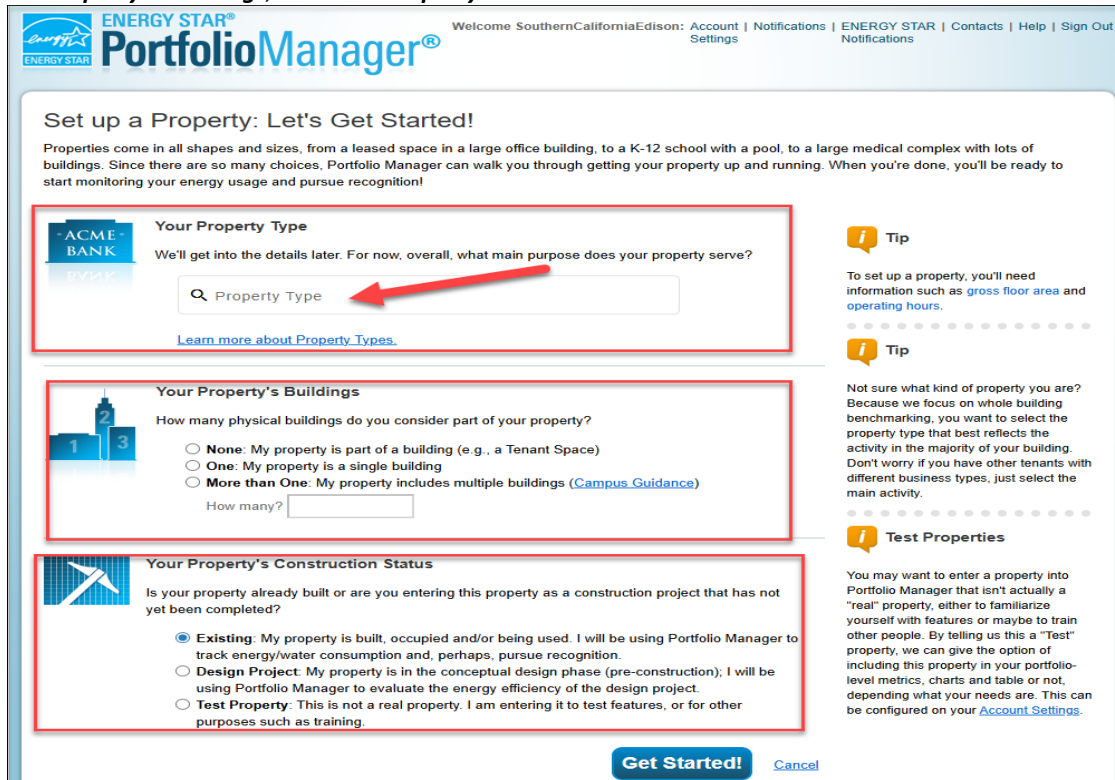 ENERGY STAR®
PortfolioManager®
energy
ENERGY STAR
Welcome SouthernCaliforniaEdison: Account Settings | Notifications | ENERGY STAR Notifications | Contacts | Help | Sign Out
Set up a Property: Let's Get Started!
Properties come in all shapes and sizes, from a leased space in a large office building, to a K-12 school with a pool, to a large medical complex with lots of
buildings. Since there are so many choices, Portfolio Manager can walk you through getting your property up and running. When you're done, you'll be ready to
start monitoring your energy usage and pursue recognition!
-ACME-
BANK
Your Property Type
We'll get into the details later. For now, overall, what main purpose does your property serve?
Property Type
Learn more about Property Types.
1 2 3
Your Property's Buildings
How many physical buildings do you consider part of your property?
None: My property is part of a building (e.g., a Tenant Space)
One: My property is a single building
More than One: My property includes multiple buildings (Campus Guidance)
How many?
Your Property's Construction Status
Is your property already built or are you entering this property as a construction project that has not
yet been completed?
Existing: My property is built, occupied and/or being used. I will be using Portfolio Manager to
track energy/water consumption and, perhaps, pursue recognition.
Design Project: My property is in the conceptual design phase (pre-construction); I will be
using Portfolio Manager to evaluate the energy efficiency of the design project.
Test Property: This is not a real property. I am entering it to test features, or for other
purposes such as training.
Get Started! Cancel
i Tip
To set up a property, you'll need
information such as gross floor area and
operating hours.
i Tip
Not sure what kind of property you are?
Because we focus on whole building
benchmarking, you want to select the
property type that best reflects the
activity in the majority of your building.
Don't worry if you have other tenants with
different business types, just select the
main activity.
i Test Properties
You may want to enter a property into
Portfolio Manager that isn't actually a
"real" property, either to familiarize
yourself with features or maybe to train
other people. By telling us this a "Test"
property, we can give the option of
including this property in your portfolio-
level metrics, charts and table or not,
depending what your needs are. This can
be configured on your Account Settings.